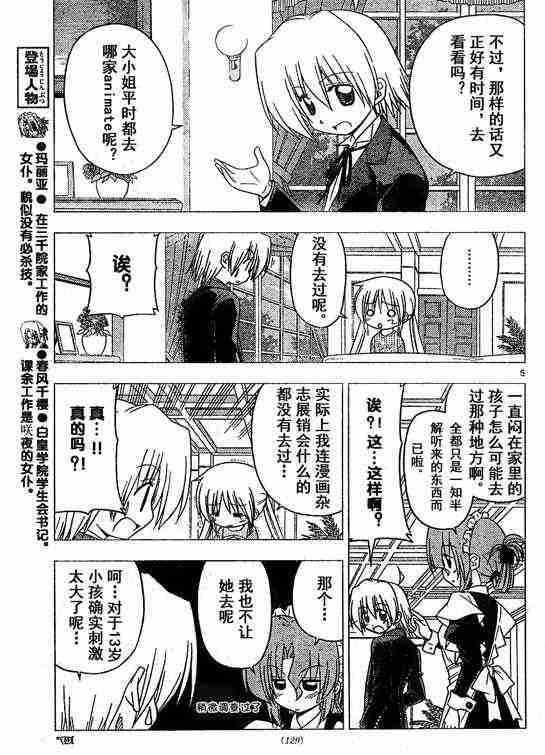 不过，那样的话又
正好有时间，去
看看吗？
大小姐平时都去
哪家animate呢？
登場人物
●玛丽亚● 在三千院家工作的
女仆。貌似没有必杀技。
●春风千樱● 白皇学院学生会书记。
课余工作是咲夜的女仆。
………
没有去过呢。
诶？
5
实际上我连漫画杂
志展销会什么的
都没有去过…
真…!!
真的吗？!
一直闷在家里的
孩子怎么可能去
过那种地方啊。
全都只是一知半
解听来的东西而
已啦。
诶？！这…这样啊？
那个…
我也不让
她去呢
稍微调查过了
呵…对于13岁
小孩确实刺激
太大了呢…
(129)